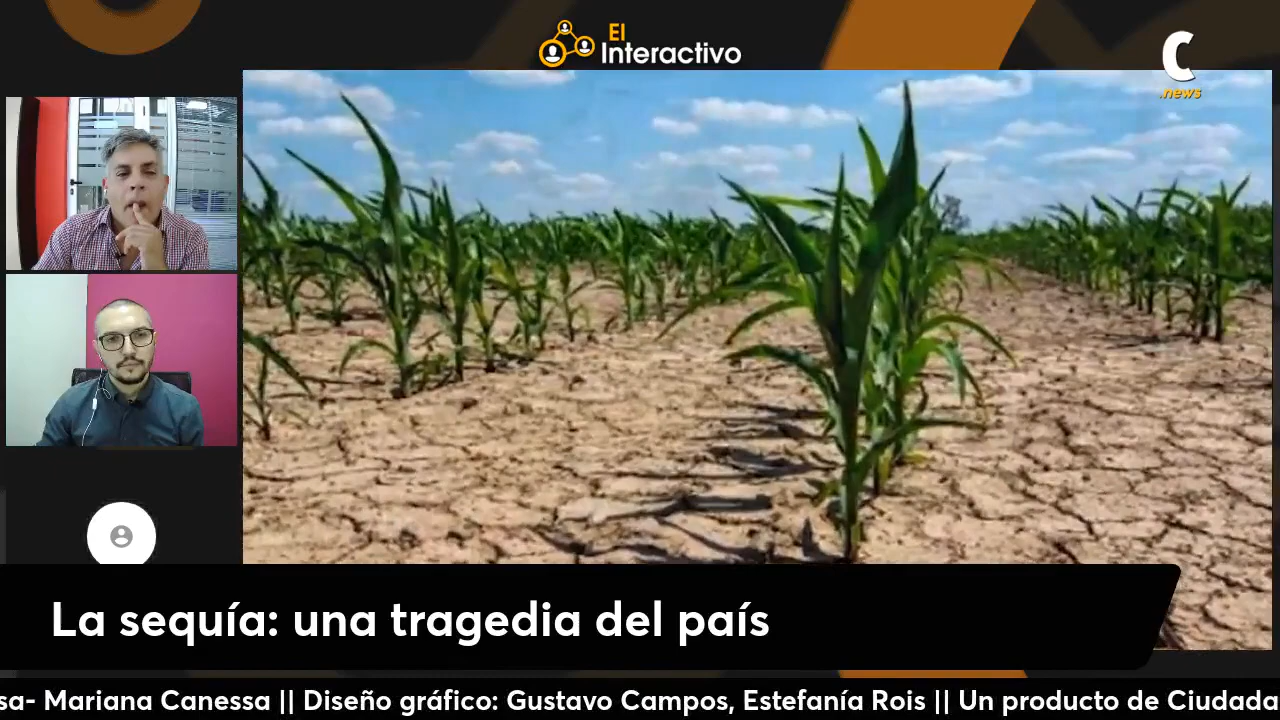 El
Interactivo
.news
La sequía: una tragedia del país
sa- Mariana Canessa || Diseño gráfico: Gustavo Campos, Estefanía Rois || Un producto de Ciudada